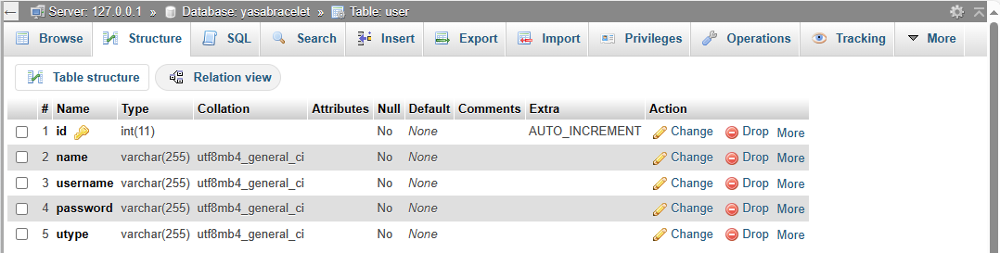 Server: 127.0.0.1 » Database: yasabracelet » Table: user
Browse Structure SQL Search Insert Export Import Privileges Operations Tracking More
Table structure Relation view
# Name Type Collation Attributes Null Default Comments Extra Action
1 id int(11) No None AUTO_INCREMENT Change Drop More
2 name varchar(255) utf8mb4_general_ci No None Change Drop More
3 username varchar(255) utf8mb4_general_ci No None Change Drop More
4 password varchar(255) utf8mb4_general_ci No None Change Drop More
5 utype varchar(255) utf8mb4_general_ci No None Change Drop More